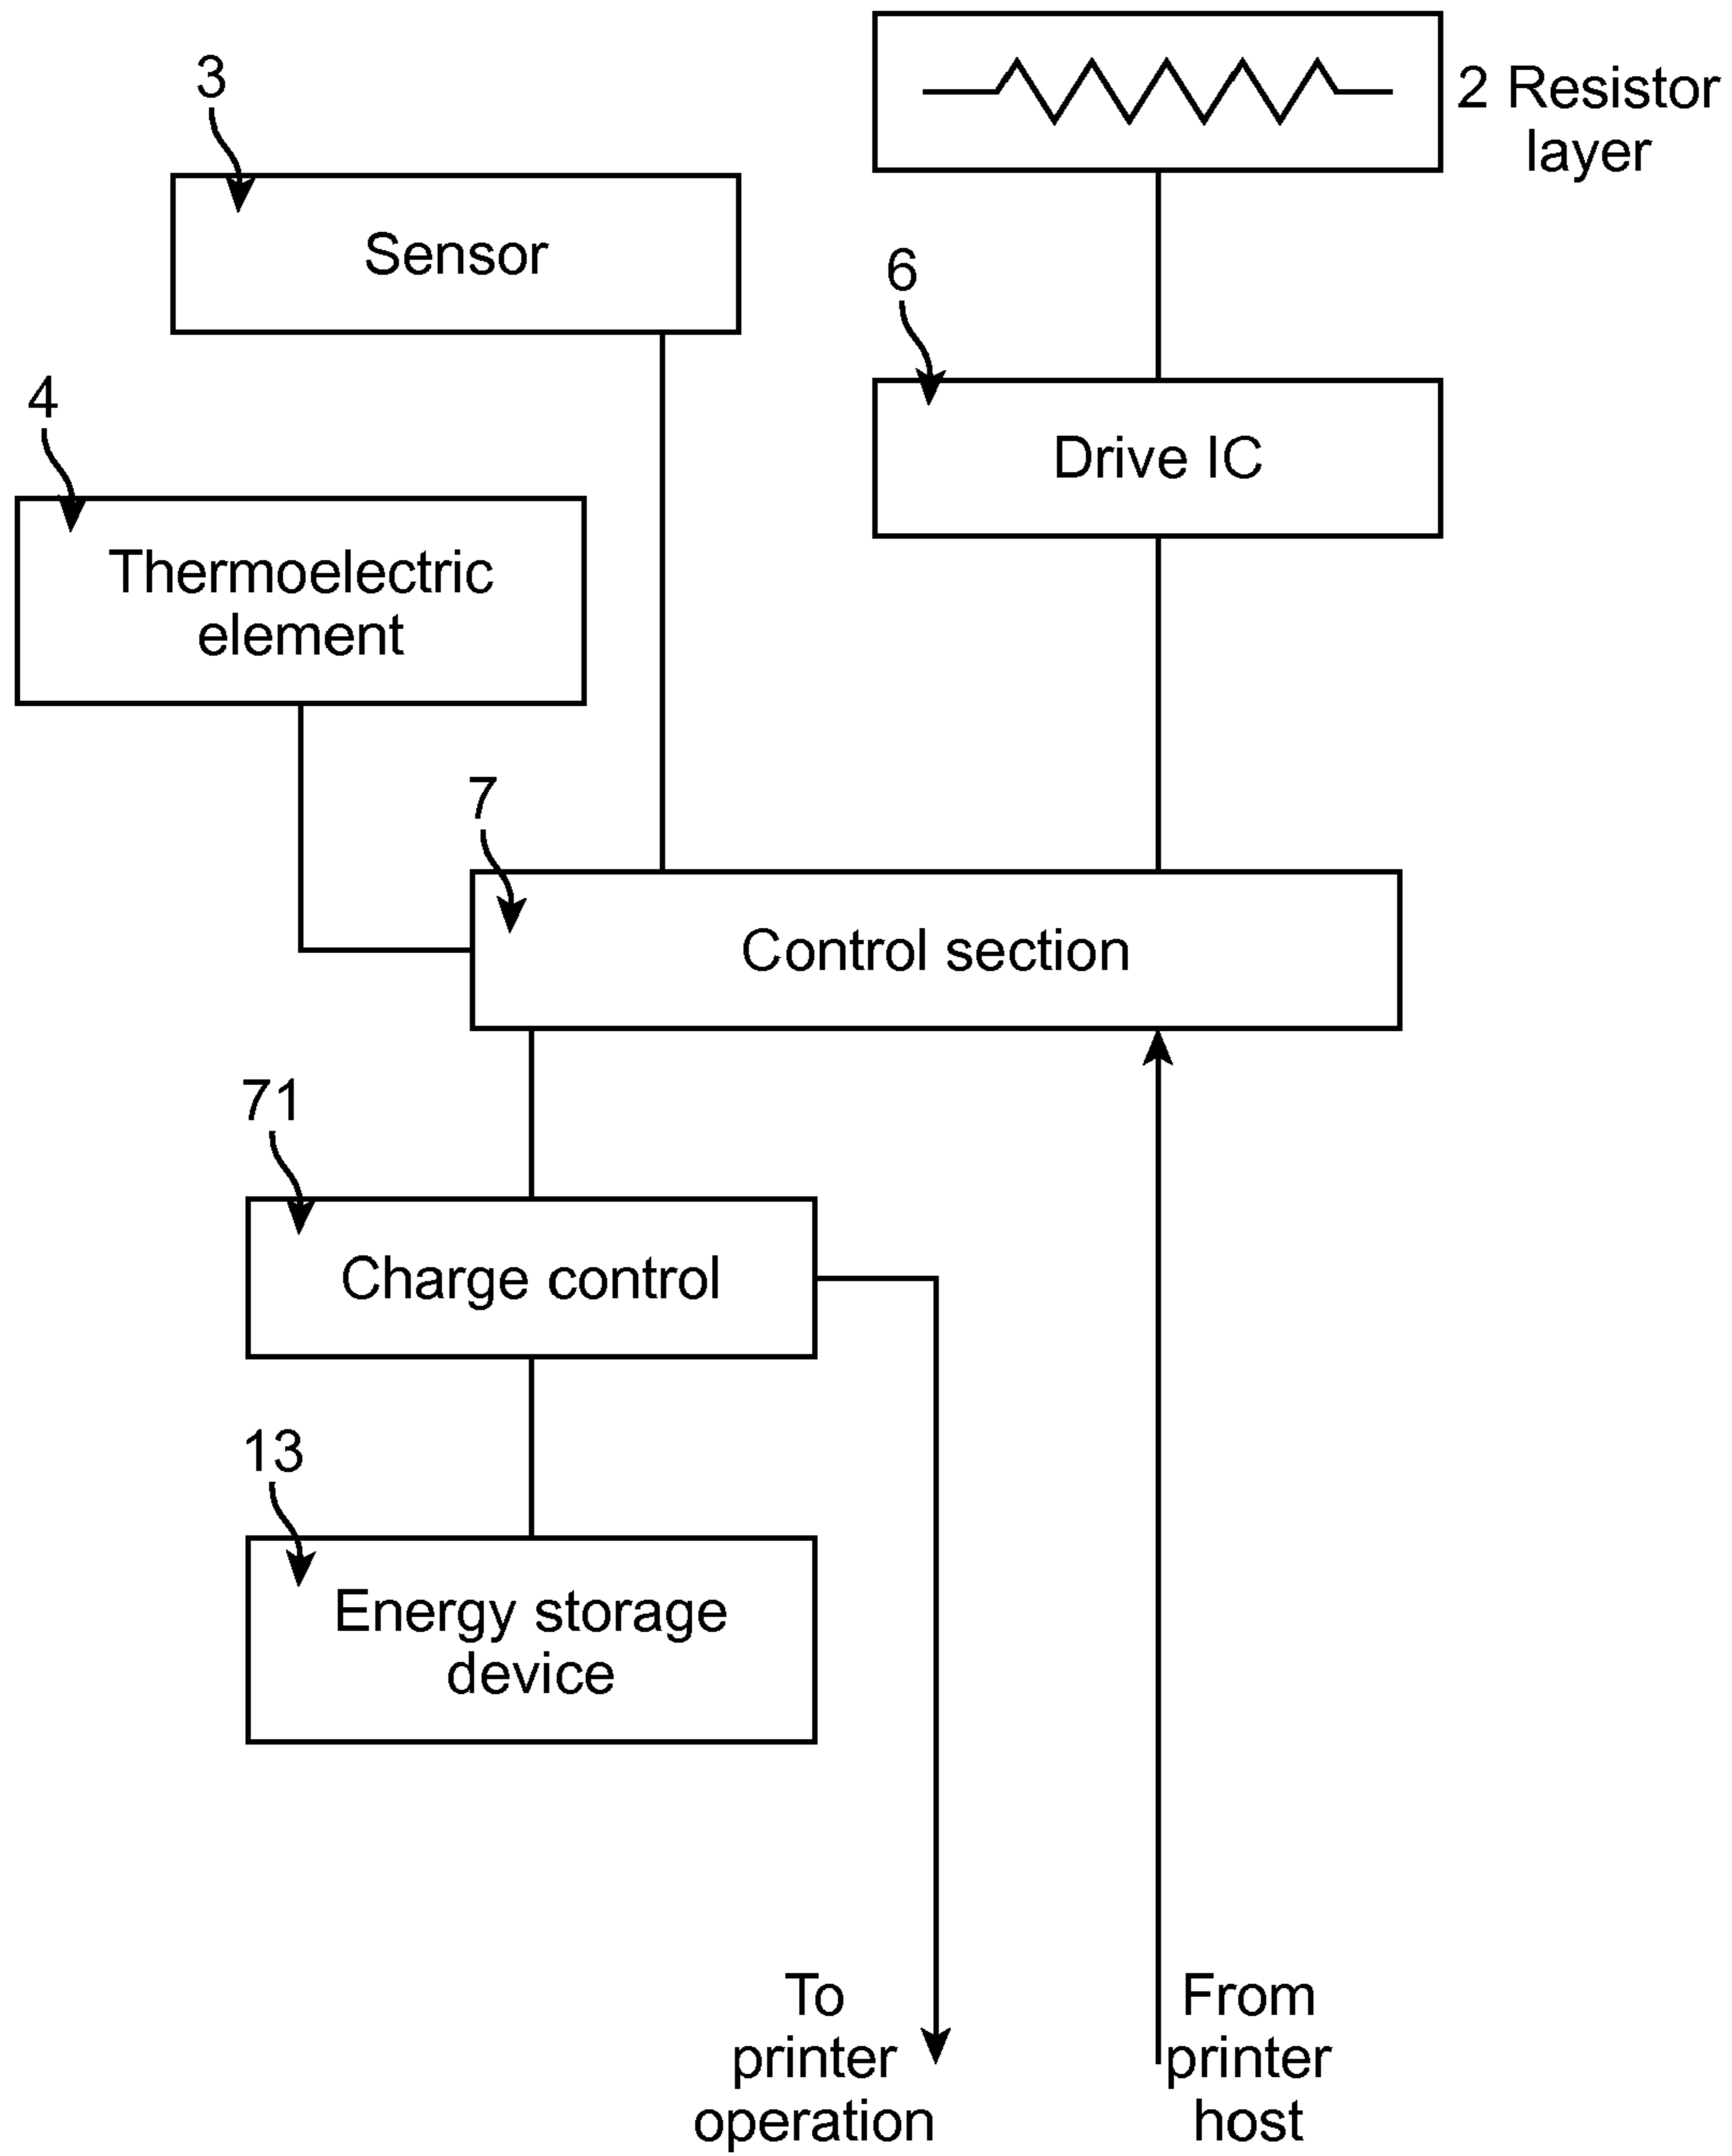 2 Resistor
layer
3
Sensor
6
Drive IC
4
Thermoelectric
element
7
Control section
71
Charge control
13
Energy storage
device
To
printer
operation
From
printer
host